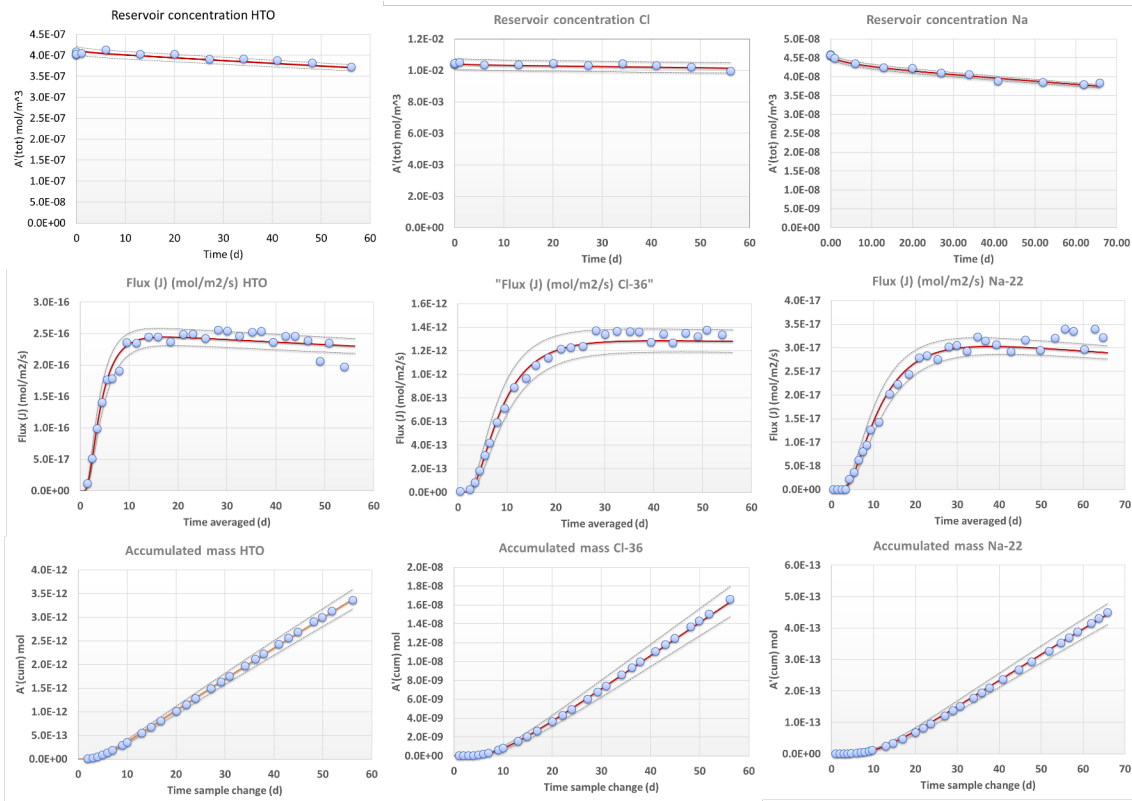 Reservoir concentration HTO
A'(tot) mol/m^3
4.5E-07
4.0E-07
3.5E-07
3.0E-07
2.5E-07
2.0E-07
1.5E-07
1.0E-07
5.0E-08
0.0E+00
0 10 20 30 40 50 60
Time (d)
Reservoir concentration Cl
A'(tot) mol/m^3
1.2E-02
1.0E-02
8.0E-03
6.0E-03
4.0E-03
2.0E-03
0.0E+00
0 10 20 30 40 50 60
Time (d)
Reservoir concentration Na
A'(tot) mol/m^3
5.0E-08
4.5E-08
4.0E-08
3.5E-08
3.0E-08
2.5E-08
2.0E-08
1.5E-08
1.0E-08
5.0E-09
0.0E+00
0.00 10.00 20.00 30.00 40.00 50.00 60.00 70.00
Time (d)
Flux (J) (mol/m2/s) HTO
Flux (J) (mol/m2/s)
3.0E-16
2.5E-16
2.0E-16
1.5E-16
1.0E-16
5.0E-17
0.0E+00
0 10 20 30 40 50 60
Time averaged (d)
"Flux (J) (mol/m2/s) Cl-36"
Flux (J) (mol/m2/s)
1.6E-12
1.4E-12
1.2E-12
1.0E-12
8.0E-13
6.0E-13
4.0E-13
2.0E-13
0.0E+00
0 10 20 30 40 50 60
Time averaged (d)
Flux (J) (mol/m2/s) Na-22
Flux (J) (mol/m2/s)
4.0E-17
3.5E-17
3.0E-17
2.5E-17
2.0E-17
1.5E-17
1.0E-17
5.0E-18
0.0E+00
0 10 20 30 40 50 60 70
Time averaged (d)
Accumulated mass HTO
A'(cum) mol
4.0E-12
3.5E-12
3.0E-12
2.5E-12
2.0E-12
1.5E-12
1.0E-12
5.0E-13
0.0E+00
0 10 20 30 40 50 60
Time sample change (d)
Accumulated mass Cl-36
A'(cum) mol
2.0E-08
1.8E-08
1.6E-08
1.4E-08
1.2E-08
1.0E-08
8.0E-09
6.0E-09
4.0E-09
2.0E-09
0.0E+00
0 10 20 30 40 50 60
Time sample change (d)
Accumulated mass Na-22
A'(cum) mol
6.0E-13
5.0E-13
4.0E-13
3.0E-13
2.0E-13
1.0E-13
0.0E+00
0 10 20 30 40 50 60 70
Time sample change (d)